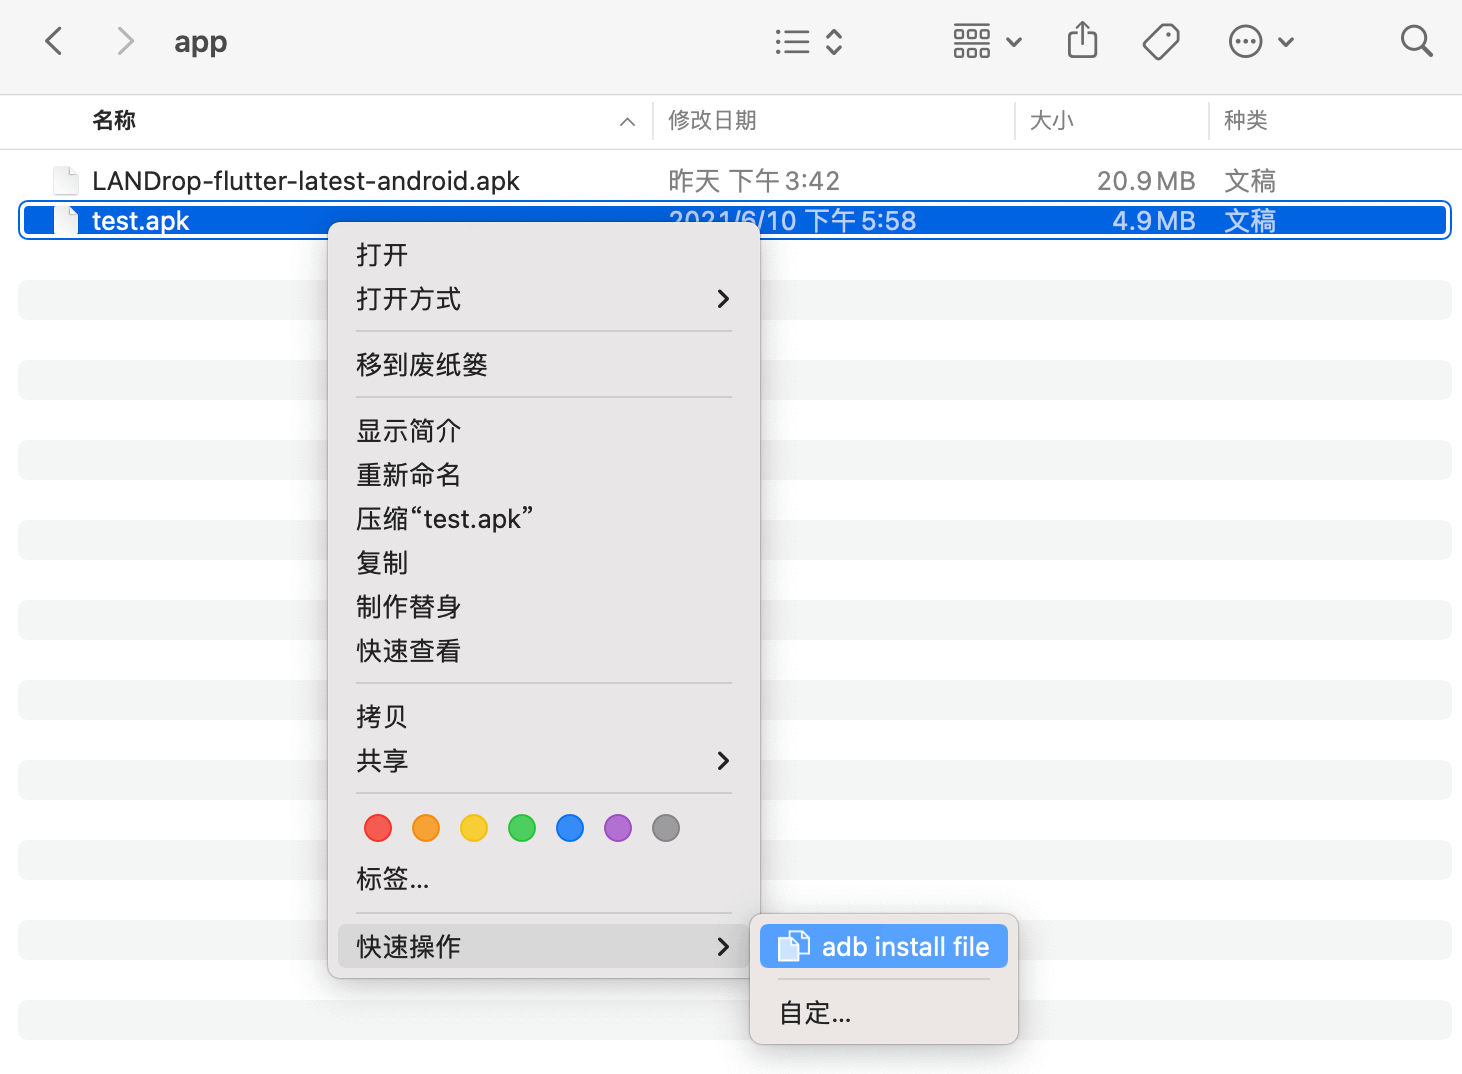 app
名称 修改日期 大小 种类
LANDrop-flutter-latest-android.apk 昨天 下午3:42 20.9 MB 文稿
test.apk 2021/6/10 下午5:58 4.9 MB 文稿
打开
打开方式
移到废纸篓
显示简介
重新命名
压缩“test.apk”
复制
制作替身
快速查看
拷贝
共享
标签...
快速操作
adb install file
自定...